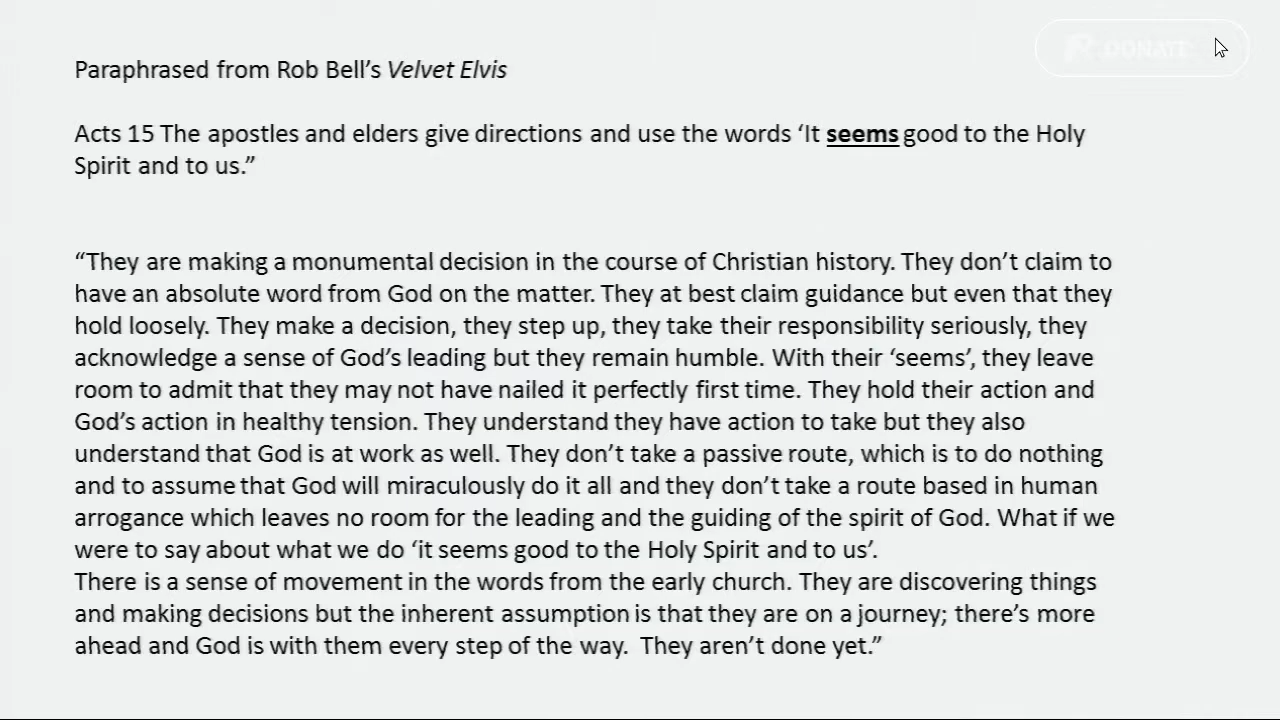 DONATE
Paraphrased from Rob Bell’s Velvet Elvis
Acts 15 The apostles and elders give directions and use the words ‘It seems good to the Holy
Spirit and to us.”
“They are making a monumental decision in the course of Christian history. They don’t claim to
have an absolute word from God on the matter. They at best claim guidance but even that they
hold loosely. They make a decision, they step up, they take their responsibility seriously, they
acknowledge a sense of God’s leading but they remain humble. With their ‘seems’, they leave
room to admit that they may not have nailed it perfectly first time. They hold their action and
God’s action in healthy tension. They understand they have action to take but they also
understand that God is at work as well. They don’t take a passive route, which is to do nothing
and to assume that God will miraculously do it all and they don’t take a route based in human
arrogance which leaves no room for the leading and the guiding of the spirit of God. What if we
were to say about what we do ‘it seems good to the Holy Spirit and to us’.
There is a sense of movement in the words from the early church. They are discovering things
and making decisions but the inherent assumption is that they are on a journey; there’s more
ahead and God is with them every step of the way.  They aren’t done yet.”